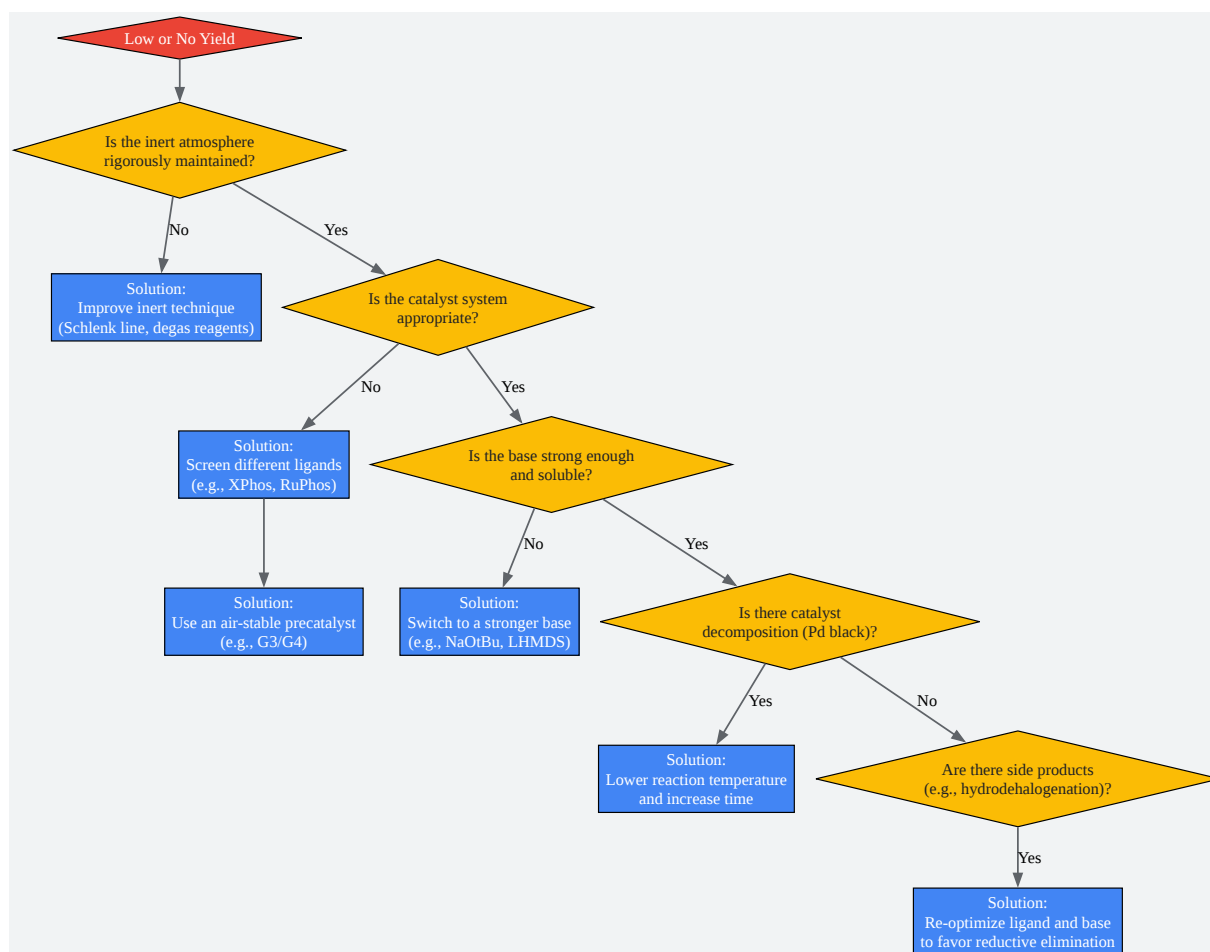 Low or No Yield
Is the inert atmosphere
rigorously maintained?
No
Yes
Solution:
Improve inert technique
(Schlenk line, degas reagents)
Is the catalyst system
appropriate?
No
Yes
Solution:
Screen different ligands
(e.g., XPhos, RuPhos)
Is the base strong enough
and soluble?
No
Yes
Solution:
Use an air-stable precatalyst
(e.g., G3/G4)
Solution:
Switch to a stronger base
(e.g., NaOtBu, LHMDS)
Is there catalyst
decomposition (Pd black)?
Yes
No
Solution:
Lower reaction temperature
and increase time
Are there side products
(e.g., hydrodehalogenation)?
Yes
Solution:
Re-optimize ligand and base
to favor reductive elimination